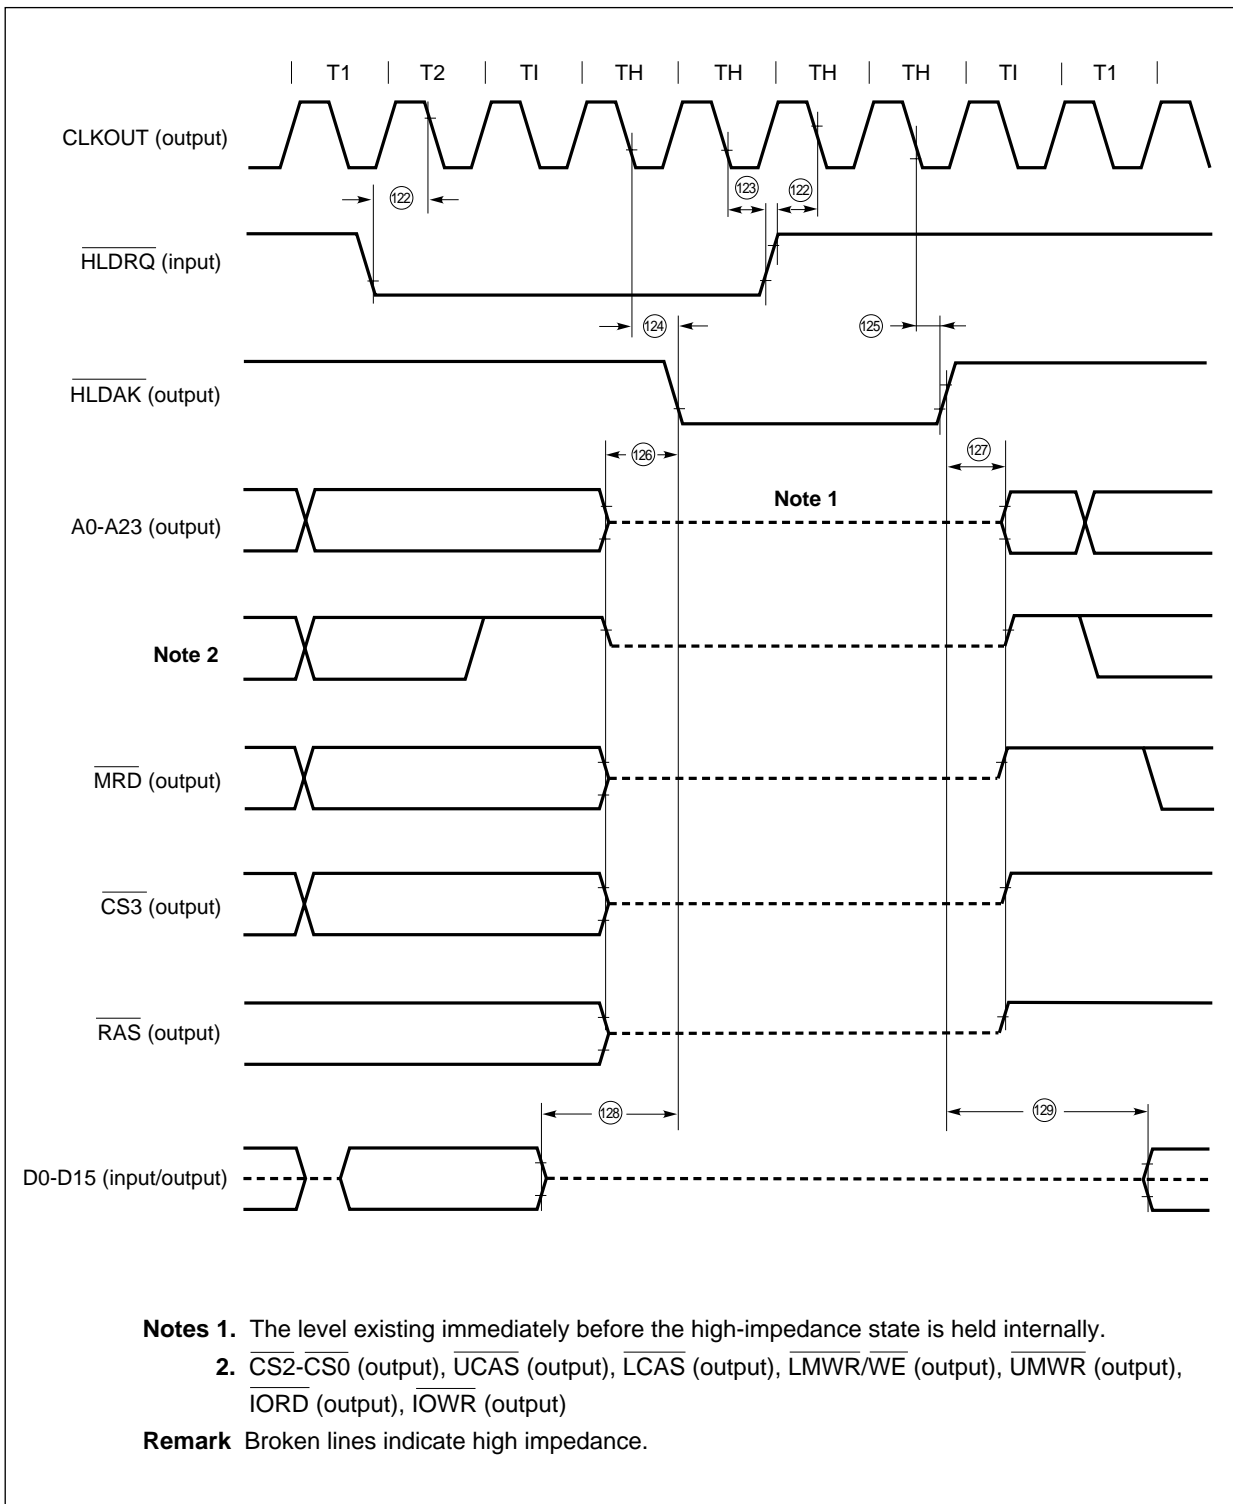 T1 T2 TI TH TH TH TH TI T1
CLKOUT (output)
123 122
122
HLDRQ (input)
124 125
HLDAK (output)
126 127
Note 1
A0-A23 (output)
Note 2
MRD (output)
CS3 (output)
RAS (output)
128 129
D0-D15 (input/output)
Notes 1. The level existing immediately before the high-impedance state is held internally.
2. CS2-CS0 (output), UCAS (output), LCAS (output), LMWR/WE (output), UMWR (output),
IORD (output), IOWR (output)
Remark Broken lines indicate high impedance.